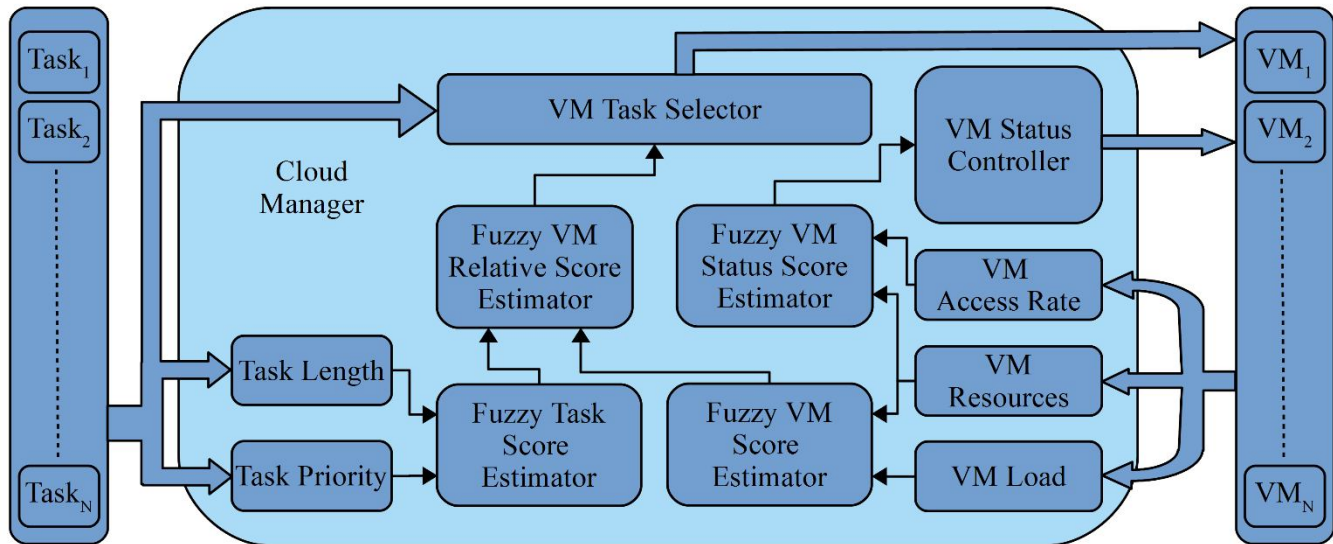 Task₁
Task₂
Task_N
Cloud
Manager
VM Task Selector
VM Status
Controller
Fuzzy VM
Relative Score
Estimator
Fuzzy VM
Status Score
Estimator
VM
Access Rate
Task Length
Task Priority
Fuzzy Task
Score
Estimator
Fuzzy VM
Score
Estimator
VM
Resources
VM Load
VM₁
VM₂
VM_N